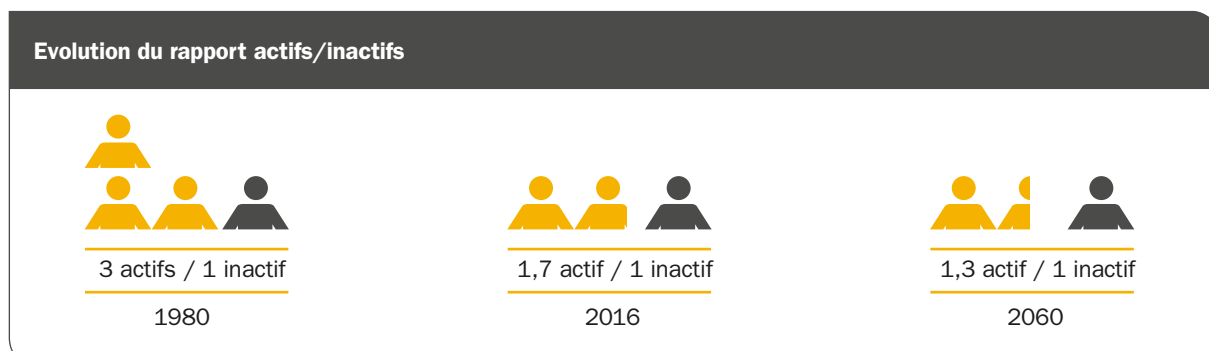 Evolution du rapport actifs/inactifs
3 actifs / 1 inactif
1,7 actif / 1 inactif
1,3 actif / 1 inactif
1980
2016
2060